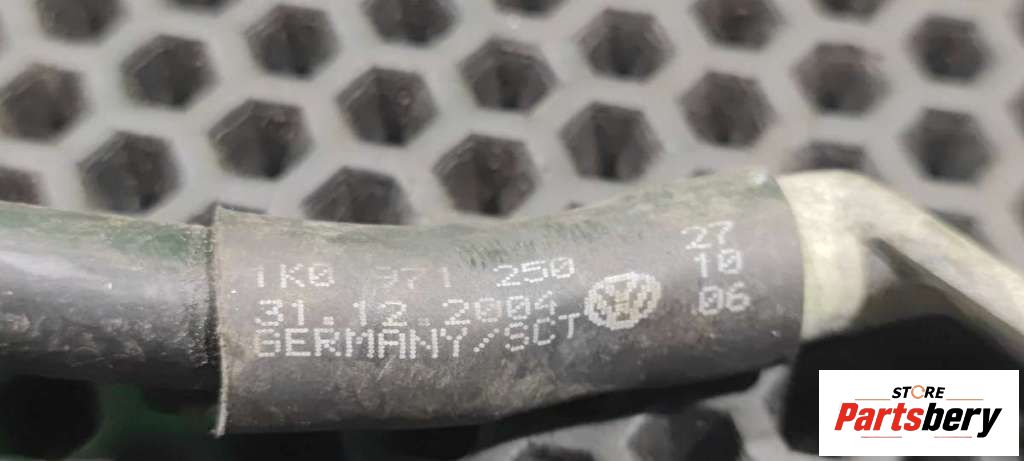 1K0 971 250
31.12.2004
GERMANY/SCT
27
10
06
STORE
Partsbery